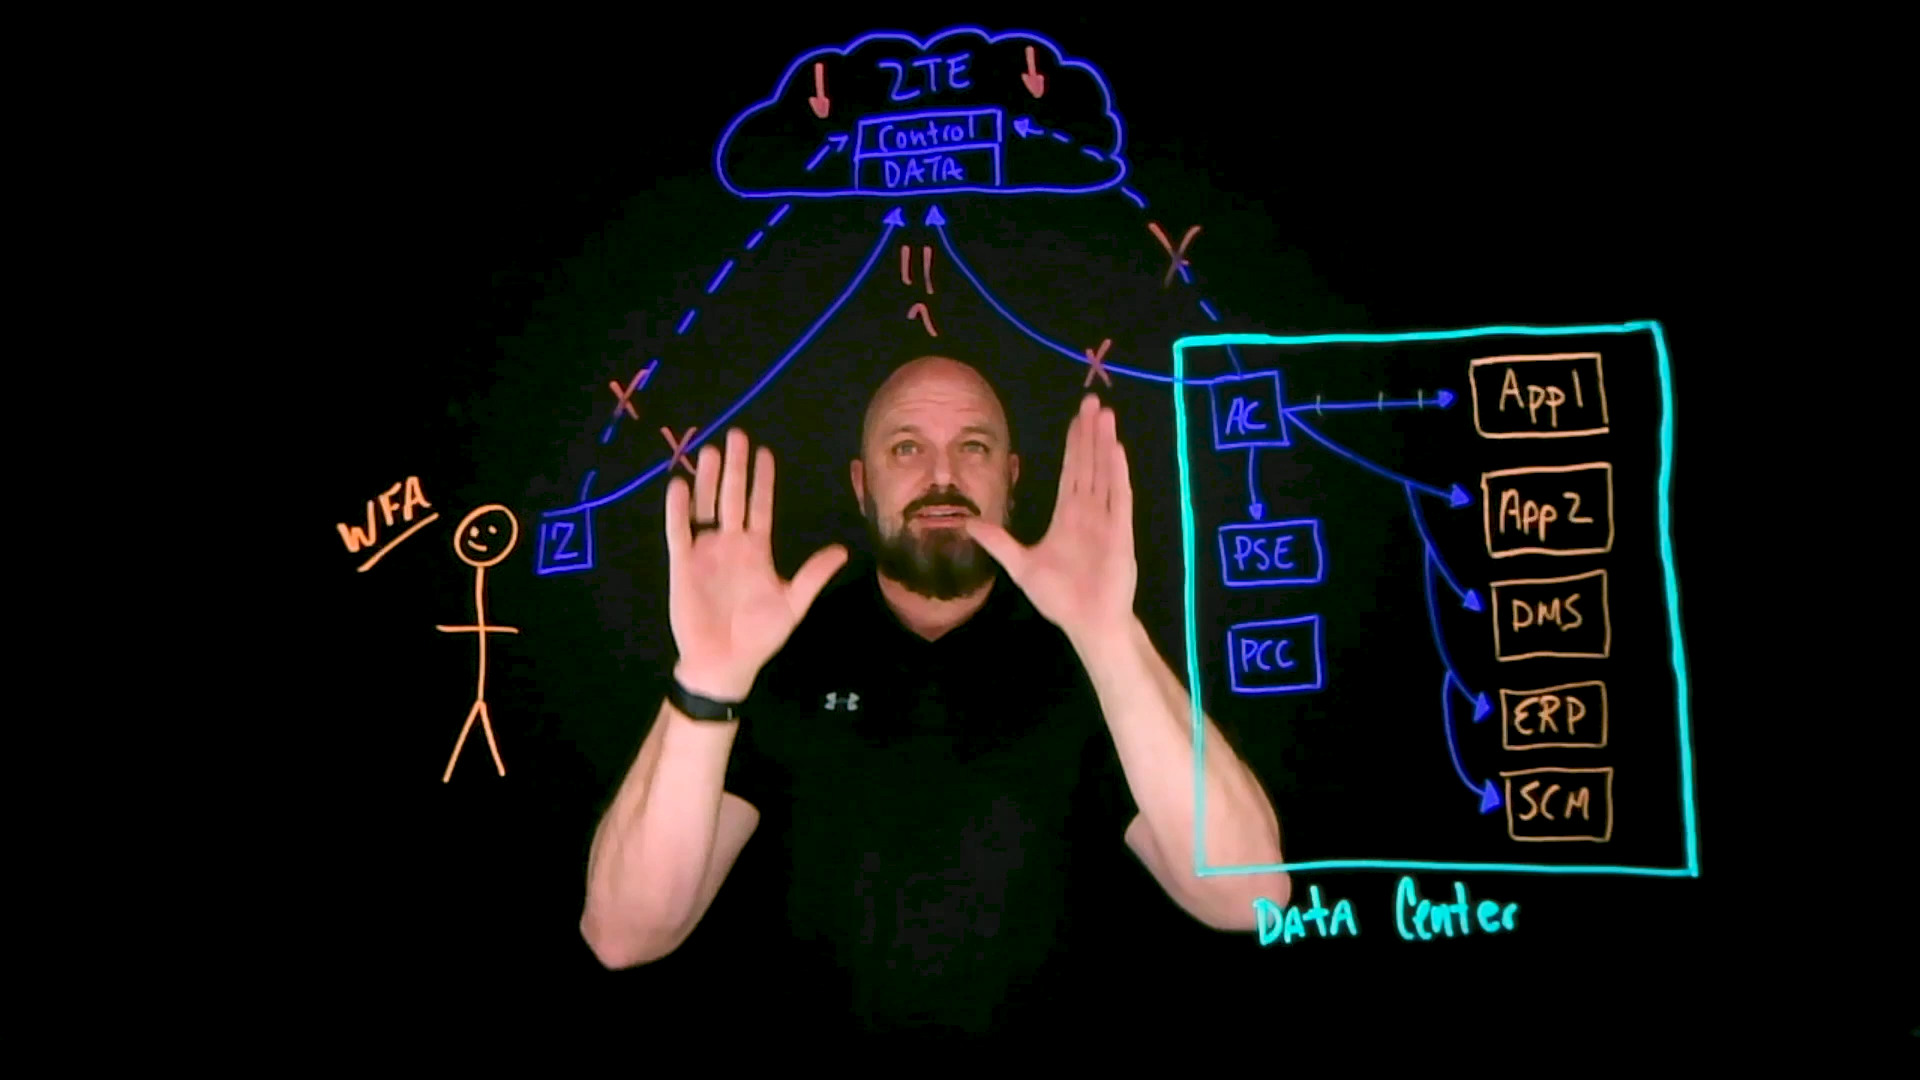 ZTE
Control
DATA
WFA
Z
AC
PSE
PCC
App1
App2
DMS
ERP
SCM
Data Center